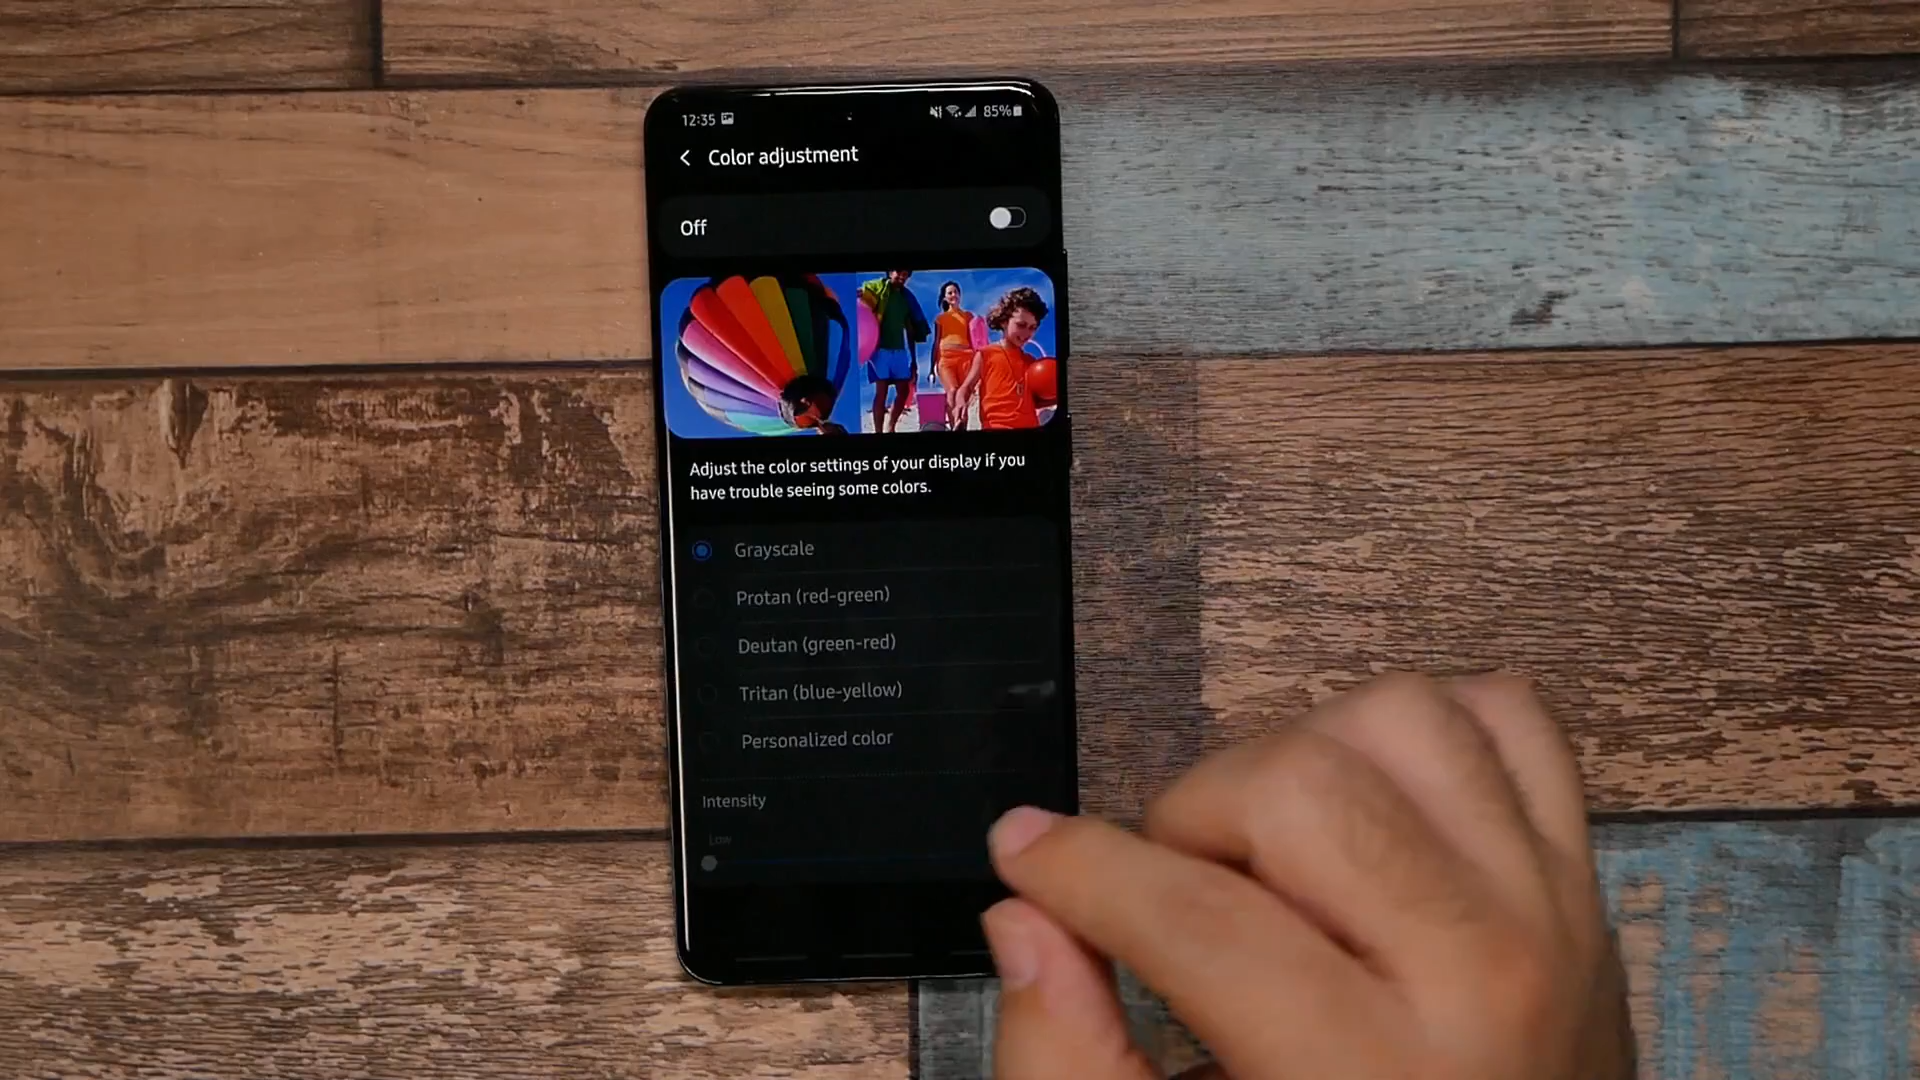 12:35
85%
Color adjustment
Off
Adjust the color settings of your display if you
have trouble seeing some colors.
Grayscale
Protan (red-green)
Deutan (green-red)
Tritan (blue-yellow)
Personalized color
Intensity
Low